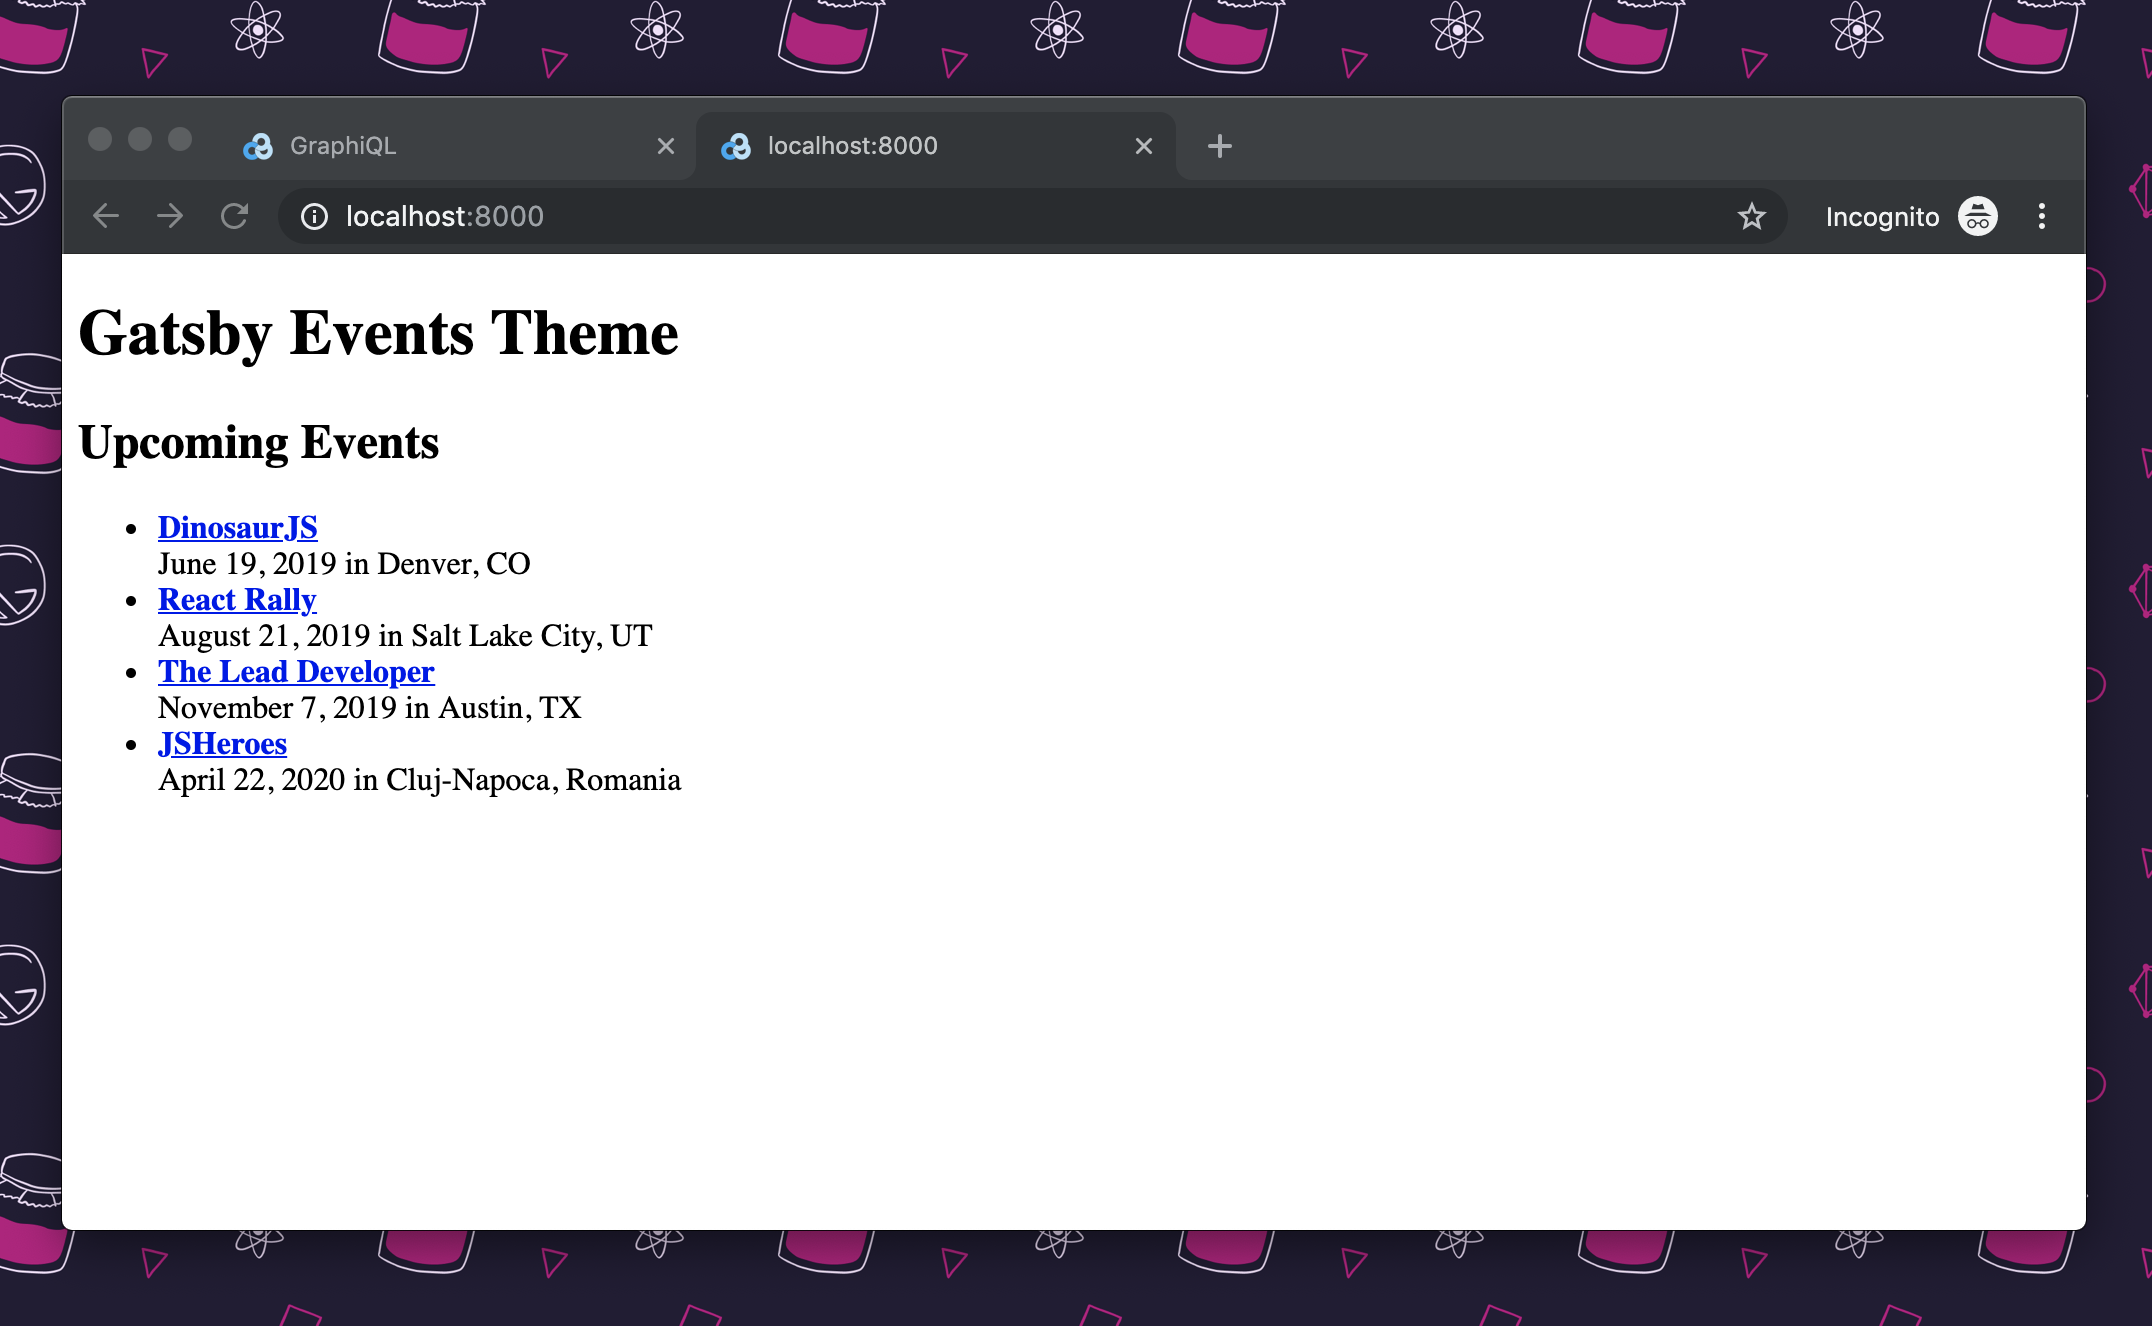 GraphiQL
localhost:8000
localhost:8000
Incognito
Gatsby Events Theme
Upcoming Events
DinosaurJS
June 19, 2019 in Denver, CO
React Rally
August 21, 2019 in Salt Lake City, UT
The Lead Developer
November 7, 2019 in Austin, TX
JSHeroes
April 22, 2020 in Cluj-Napoca, Romania